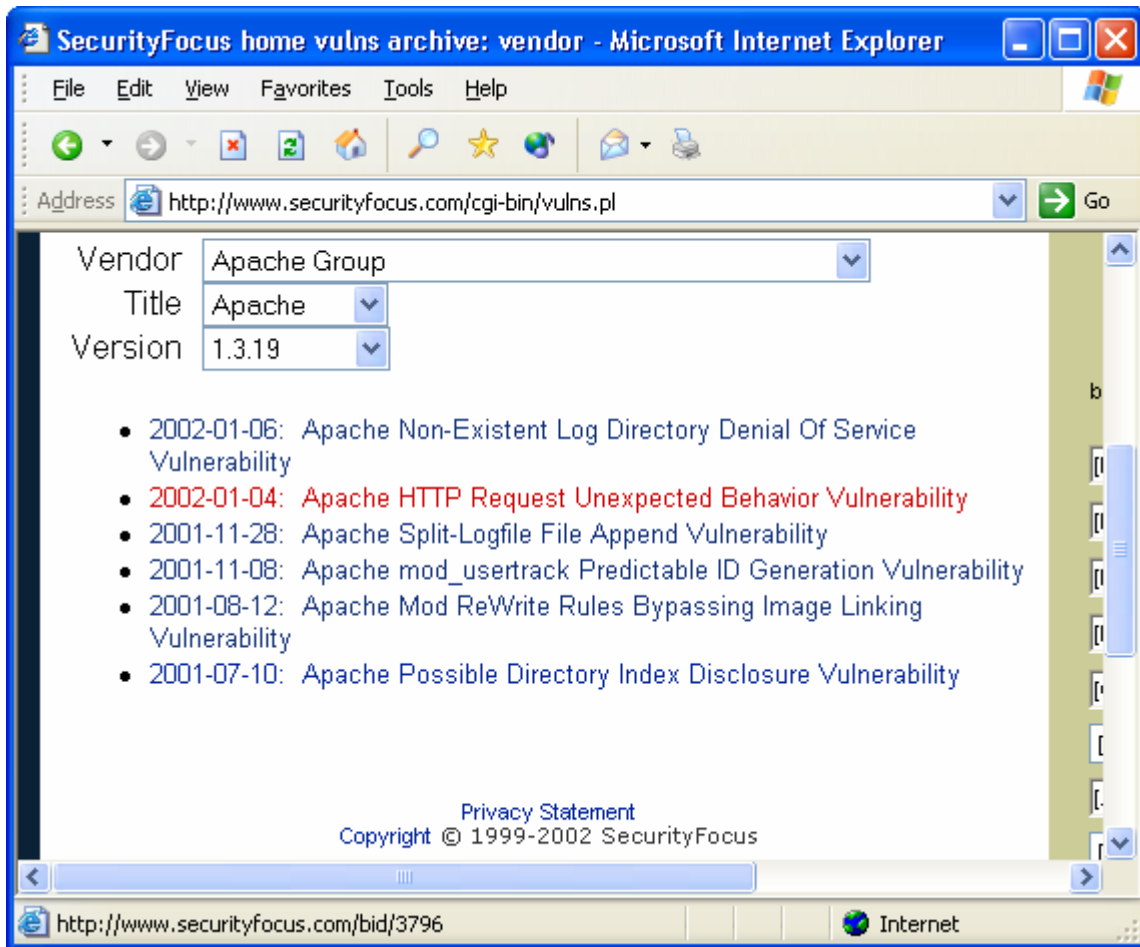 SecurityFocus home vulns archive: vendor - Microsoft Internet Explorer
File Edit View Favorites Tools Help
Address http://www.securityfocus.com/cgi-bin/vulns.pl Go
Vendor Apache Group
Title Apache
Version 1.3.19
b
• 2002-01-06: Apache Non-Existent Log Directory Denial Of Service
Vulnerability
• 2002-01-04: Apache HTTP Request Unexpected Behavior Vulnerability
• 2001-11-28: Apache Split-Logfile File Append Vulnerability
• 2001-11-08: Apache mod_usertrack Predictable ID Generation Vulnerability
• 2001-08-12: Apache Mod ReWrite Rules Bypassing Image Linking
Vulnerability
• 2001-07-10: Apache Possible Directory Index Disclosure Vulnerability
Privacy Statement
Copyright © 1999-2002 SecurityFocus
http://www.securityfocus.com/bid/3796 Internet